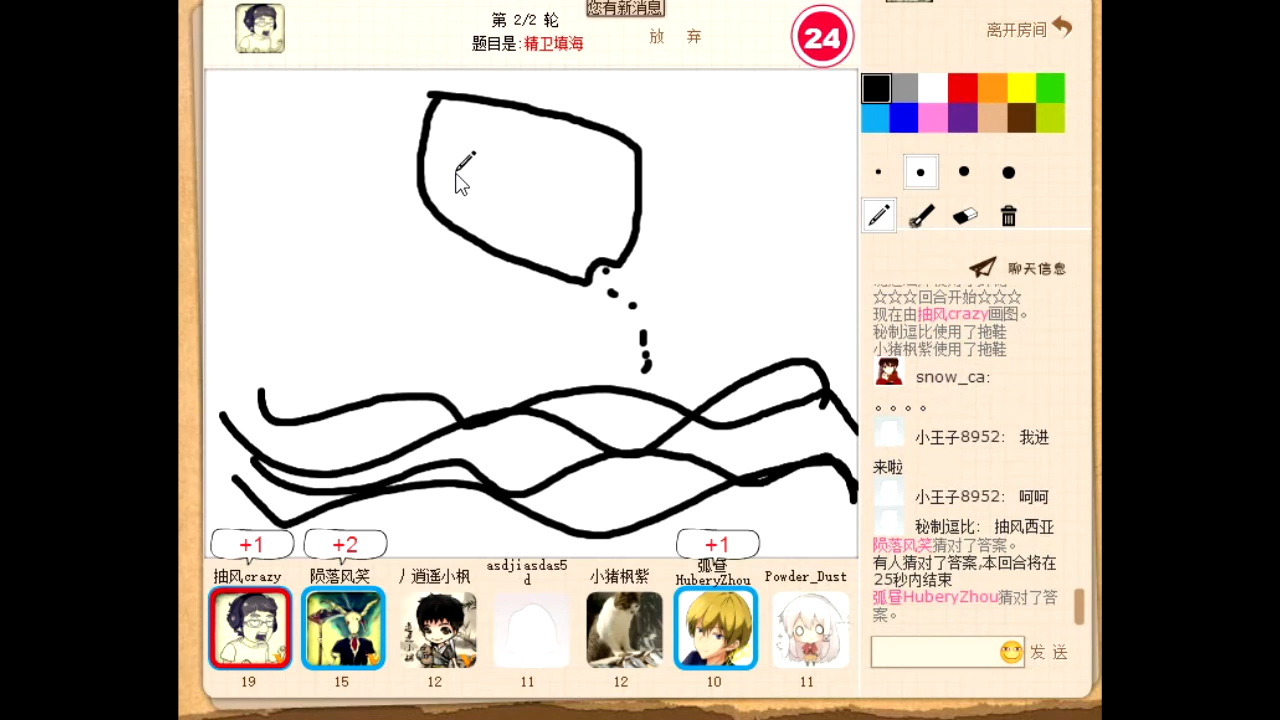 您有新消息
第 2/2 轮
题目是:精卫填海
放 弃
24
离开房间
聊天信息
☆☆☆回合开始☆☆☆
现在由抽风crazy画图。
秘制逗比使用了拖鞋
小猪枫紫使用了拖鞋
snow_ca:
。。。。
小王子8952: 我进
来啦
小王子8952: 呵呵
秘制逗比: 抽风西亚
陨落风笑猜对了答案。
有人猜对了答案,本回合将在
25秒内结束
弧昼HuberyZhou猜对了答
案。
发 送
+1
+2
+1
抽风crazy
陨落风笑
丿逍遥小枫
asdjiasdas5
d
小猪枫紫
弧昼
HuberyZhou
Powder_Dust
19
15
12
11
12
10
11